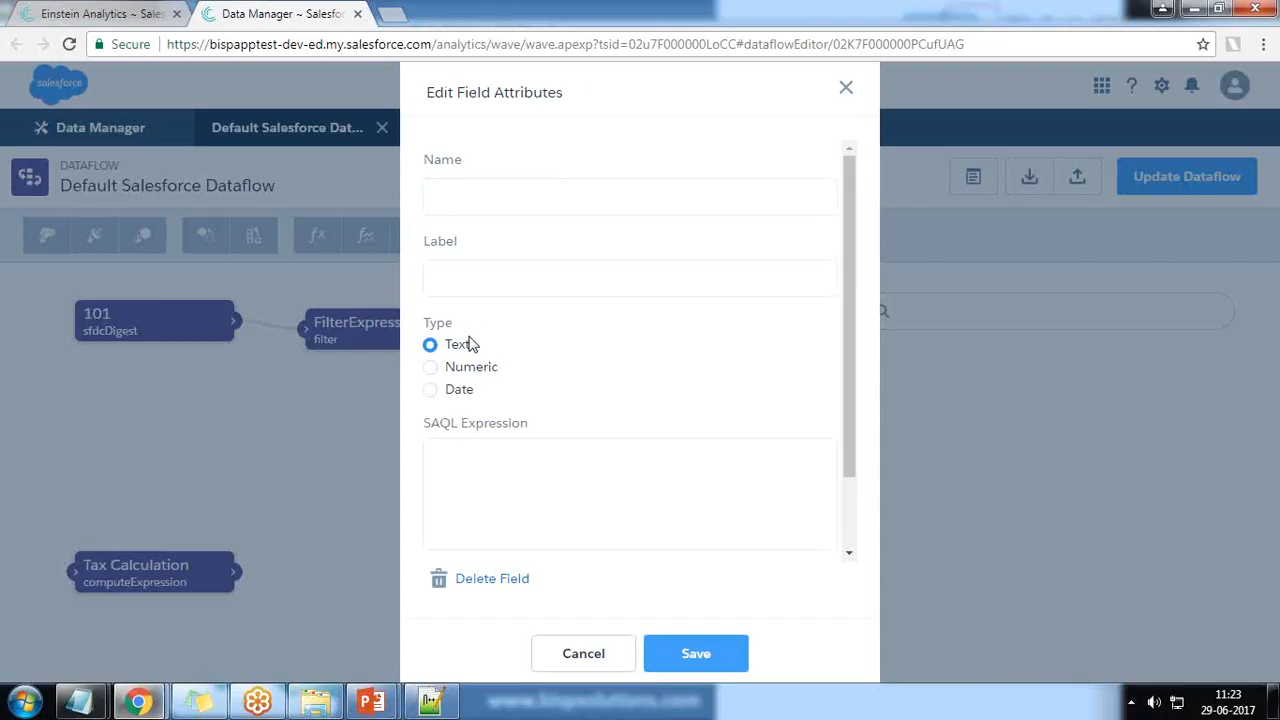 Einstein Analytics ~ Sales
Data Manager ~ Salesfor
Secure
https://bispapptest-dev-ed.my.salesforce.com/analytics/wave/wave.apexp?tsid=02u7F000000LoCC#dataflowEditor/02K7F000000PCufUAG
salesforce
Data Manager
Default Salesforce Dat...
DATAFLOW
Default Salesforce Dataflow
Update Dataflow
Edit Field Attributes
Name
Label
Type
Text
Numeric
Date
SAQL Expression
Delete Field
Cancel
Save
101
sfdcDigest
FilterExpress
filter
Tax Calculation
computeExpression
www.bispsolutions.com
11:23
29-06-2017